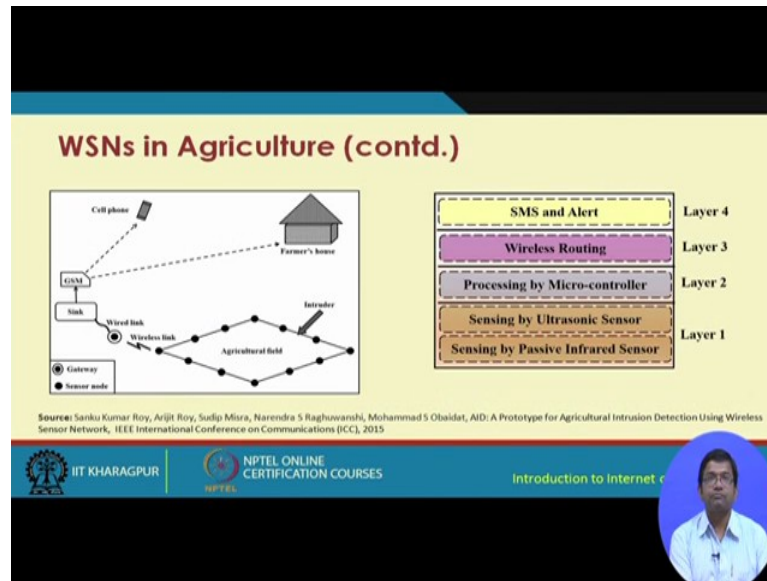 WSNs in Agriculture (contd.)
Cell phone
Farmer's house
GSM
Sink
Wired link
Wireless link
Intruder
Agricultural field
Gateway
Sensor node
SMS and Alert
Layer 4
Wireless Routing
Layer 3
Processing by Micro-controller
Layer 2
Sensing by Ultrasonic Sensor
Layer 1
Sensing by Passive Infrared Sensor
Source: Sanku Kumar Roy, Arijit Roy, Sudip Misra, Narendra S Raghuwanshi, Mohammad S Obaidat, AID: A Prototype for Agricultural Intrusion Detection Using Wireless
Sensor Network, IEEE International Conference on Communications (ICC), 2015
IIT KHARAGPUR
NPTEL
NPTEL ONLINE
CERTIFICATION COURSES
Introduction to Internet